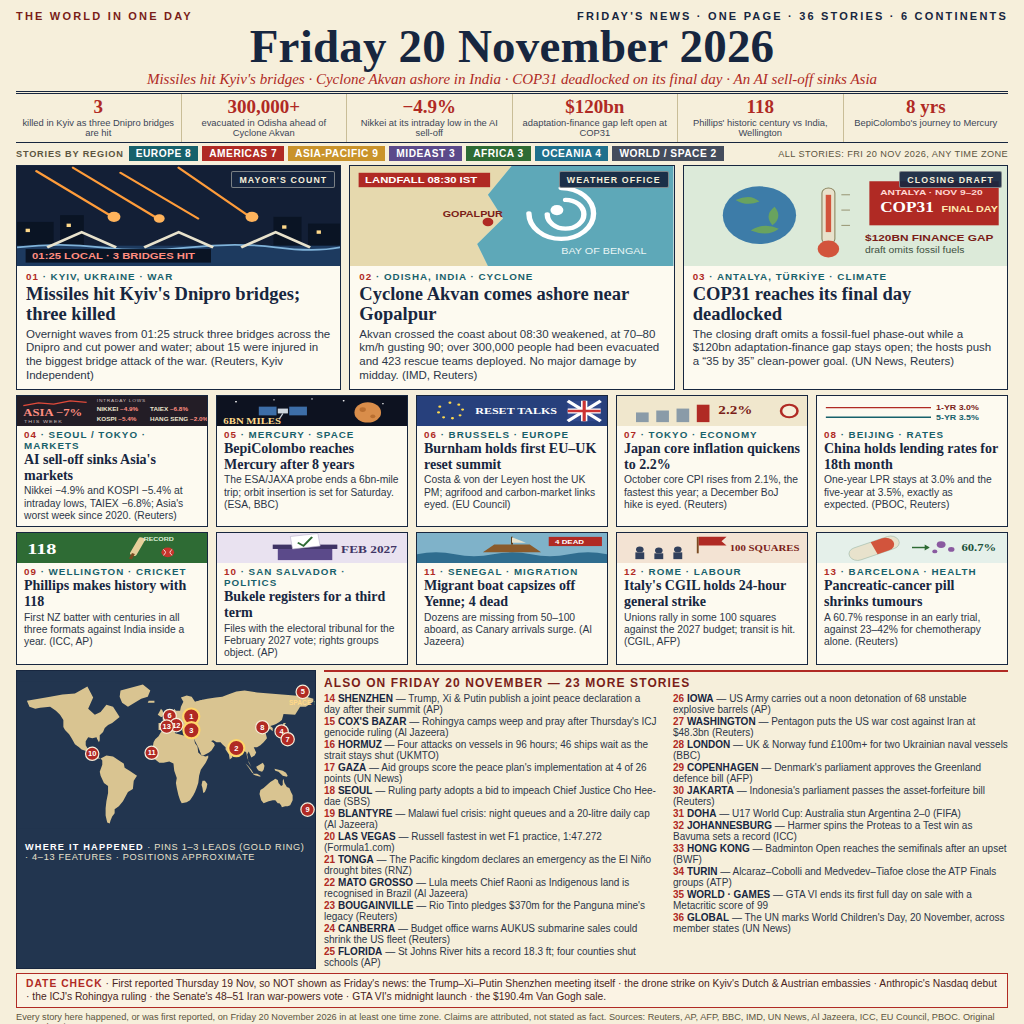 THE WORLD IN ONE DAY
FRIDAY'S NEWS · ONE PAGE · 36 STORIES · 6 CONTINENTS
Friday 20 November 2026
Missiles hit Kyiv's bridges · Cyclone Akvan ashore in India · COP31 deadlocked on its final day · An AI sell-off sinks Asia
3
killed in Kyiv as three Dnipro bridges
are hit
300,000+
evacuated in Odisha ahead of
Cyclone Akvan
−4.9%
Nikkei at its intraday low in the AI
sell-off
$120bn
adaptation-finance gap left open at
COP31
118
Phillips' historic century vs India,
Wellington
8 yrs
BepiColombo's journey to Mercury
STORIES BY REGION
EUROPE 8
AMERICAS 7
ASIA-PACIFIC 9
MIDEAST 3
AFRICA 3
OCEANIA 4
WORLD / SPACE 2
ALL STORIES: FRI 20 NOV 2026, ANY TIME ZONE
MAYOR'S COUNT
01:25 LOCAL · 3 BRIDGES HIT
01 · KYIV, UKRAINE · WAR
Missiles hit Kyiv's Dnipro bridges;
three killed
Overnight waves from 01:25 struck three bridges across the
Dnipro and cut power and water; about 15 were injured in
the biggest bridge attack of the war. (Reuters, Kyiv
Independent)
LANDFALL 08:30 IST
WEATHER OFFICE
GOPALPUR
BAY OF BENGAL
02 · ODISHA, INDIA · CYCLONE
Cyclone Akvan comes ashore near
Gopalpur
Akvan crossed the coast about 08:30 weakened, at 70–80
km/h gusting 90; over 300,000 people had been evacuated
and 423 rescue teams deployed. No major damage by
midday. (IMD, Reuters)
CLOSING DRAFT
ANTALYA · NOV 9–20
COP31 FINAL DAY
$120BN FINANCE GAP
draft omits fossil fuels
03 · ANTALYA, TÜRKİYE · CLIMATE
COP31 reaches its final day
deadlocked
The closing draft omits a fossil-fuel phase-out while a
$120bn adaptation-finance gap stays open; the hosts push
a “35 by 35” clean-power goal. (UN News, Reuters)
ASIA −7%
THIS WEEK
INTRADAY LOWS
NIKKEI −4.9% TAIEX −6.8%
KOSPI −5.4% HANG SENG −2.0%
04 · SEOUL / TOKYO ·
MARKETS
AI sell-off sinks Asia's
markets
Nikkei −4.9% and KOSPI −5.4% at
intraday lows, TAIEX −6.8%; Asia's
worst week since 2020. (Reuters)
6BN MILES
05 · MERCURY · SPACE
BepiColombo reaches
Mercury after 8 years
The ESA/JAXA probe ends a 6bn-mile
trip; orbit insertion is set for Saturday.
(ESA, BBC)
RESET TALKS
06 · BRUSSELS · EUROPE
Burnham holds first EU–UK
reset summit
Costa & von der Leyen host the UK
PM; agrifood and carbon-market links
eyed. (EU Council)
2.2%
07 · TOKYO · ECONOMY
Japan core inflation quickens
to 2.2%
October core CPI rises from 2.1%, the
fastest this year; a December BoJ
hike is eyed. (Reuters)
1-YR 3.0%
5-YR 3.5%
08 · BEIJING · RATES
China holds lending rates for
18th month
One-year LPR stays at 3.0% and the
five-year at 3.5%, exactly as
expected. (PBOC, Reuters)
118
RECORD
09 · WELLINGTON · CRICKET
Phillips makes history with
118
First NZ batter with centuries in all
three formats against India inside a
year. (ICC, AP)
FEB 2027
10 · SAN SALVADOR ·
POLITICS
Bukele registers for a third
term
Files with the electoral tribunal for the
February 2027 vote; rights groups
object. (AP)
4 DEAD
11 · SENEGAL · MIGRATION
Migrant boat capsizes off
Yenne; 4 dead
Dozens are missing from 50–100
aboard, as Canary arrivals surge. (Al
Jazeera)
100 SQUARES
12 · ROME · LABOUR
Italy's CGIL holds 24-hour
general strike
Unions rally in some 100 squares
against the 2027 budget; transit is hit.
(CGIL, AFP)
60.7%
13 · BARCELONA · HEALTH
Pancreatic-cancer pill
shrinks tumours
A 60.7% response in an early trial,
against 23–42% for chemotherapy
alone. (Reuters)
5
6
1
13
12
3
8
4
7
10
11
2
9
WHERE IT HAPPENED · PINS 1–3 LEADS (GOLD RING)
· 4–13 FEATURES · POSITIONS APPROXIMATE
ALSO ON FRIDAY 20 NOVEMBER — 23 MORE STORIES
14 SHENZHEN — Trump, Xi & Putin publish a joint peace declaration a
day after their summit (AP)
15 COX'S BAZAR — Rohingya camps weep and pray after Thursday's ICJ
genocide ruling (Al Jazeera)
16 HORMUZ — Four attacks on vessels in 96 hours; 46 ships wait as the
strait stays shut (UKMTO)
17 GAZA — Aid groups score the peace plan's implementation at 4 of 26
points (UN News)
18 SEOUL — Ruling party adopts a bid to impeach Chief Justice Cho Hee-
dae (SBS)
19 BLANTYRE — Malawi fuel crisis: night queues and a 20-litre daily cap
(Al Jazeera)
20 LAS VEGAS — Russell fastest in wet F1 practice, 1:47.272
(Formula1.com)
21 TONGA — The Pacific kingdom declares an emergency as the El Niño
drought bites (RNZ)
22 MATO GROSSO — Lula meets Chief Raoni as Indigenous land is
recognised in Brazil (Al Jazeera)
23 BOUGAINVILLE — Rio Tinto pledges $370m for the Panguna mine's
legacy (Reuters)
24 CANBERRA — Budget office warns AUKUS submarine sales could
shrink the US fleet (Reuters)
25 FLORIDA — St Johns River hits a record 18.3 ft; four counties shut
schools (AP)
26 IOWA — US Army carries out a noon detonation of 68 unstable
explosive barrels (AP)
27 WASHINGTON — Pentagon puts the US war cost against Iran at
$48.3bn (Reuters)
28 LONDON — UK & Norway fund £100m+ for two Ukrainian naval vessels
(BBC)
29 COPENHAGEN — Denmark's parliament approves the Greenland
defence bill (AFP)
30 JAKARTA — Indonesia's parliament passes the asset-forfeiture bill
(Reuters)
31 DOHA — U17 World Cup: Australia stun Argentina 2–0 (FIFA)
32 JOHANNESBURG — Harmer spins the Proteas to a Test win as
Bavuma sets a record (ICC)
33 HONG KONG — Badminton Open reaches the semifinals after an upset
(BWF)
34 TURIN — Alcaraz–Cobolli and Medvedev–Tiafoe close the ATP Finals
groups (ATP)
35 WORLD · GAMES — GTA VI ends its first full day on sale with a
Metacritic score of 99
36 GLOBAL — The UN marks World Children's Day, 20 November, across
member states (UN News)
DATE CHECK · First reported Thursday 19 Nov, so NOT shown as Friday's news: the Trump–Xi–Putin Shenzhen meeting itself · the drone strike on Kyiv's Dutch & Austrian embassies · Anthropic's Nasdaq debut
· the ICJ's Rohingya ruling · the Senate's 48–51 Iran war-powers vote · GTA VI's midnight launch · the $190.4m Van Gogh sale.
Every story here happened, or was first reported, on Friday 20 November 2026 in at least one time zone. Claims are attributed, not stated as fact. Sources: Reuters, AP, AFP, BBC, IMD, UN News, Al Jazeera, ICC, EU Council, PBOC. Original